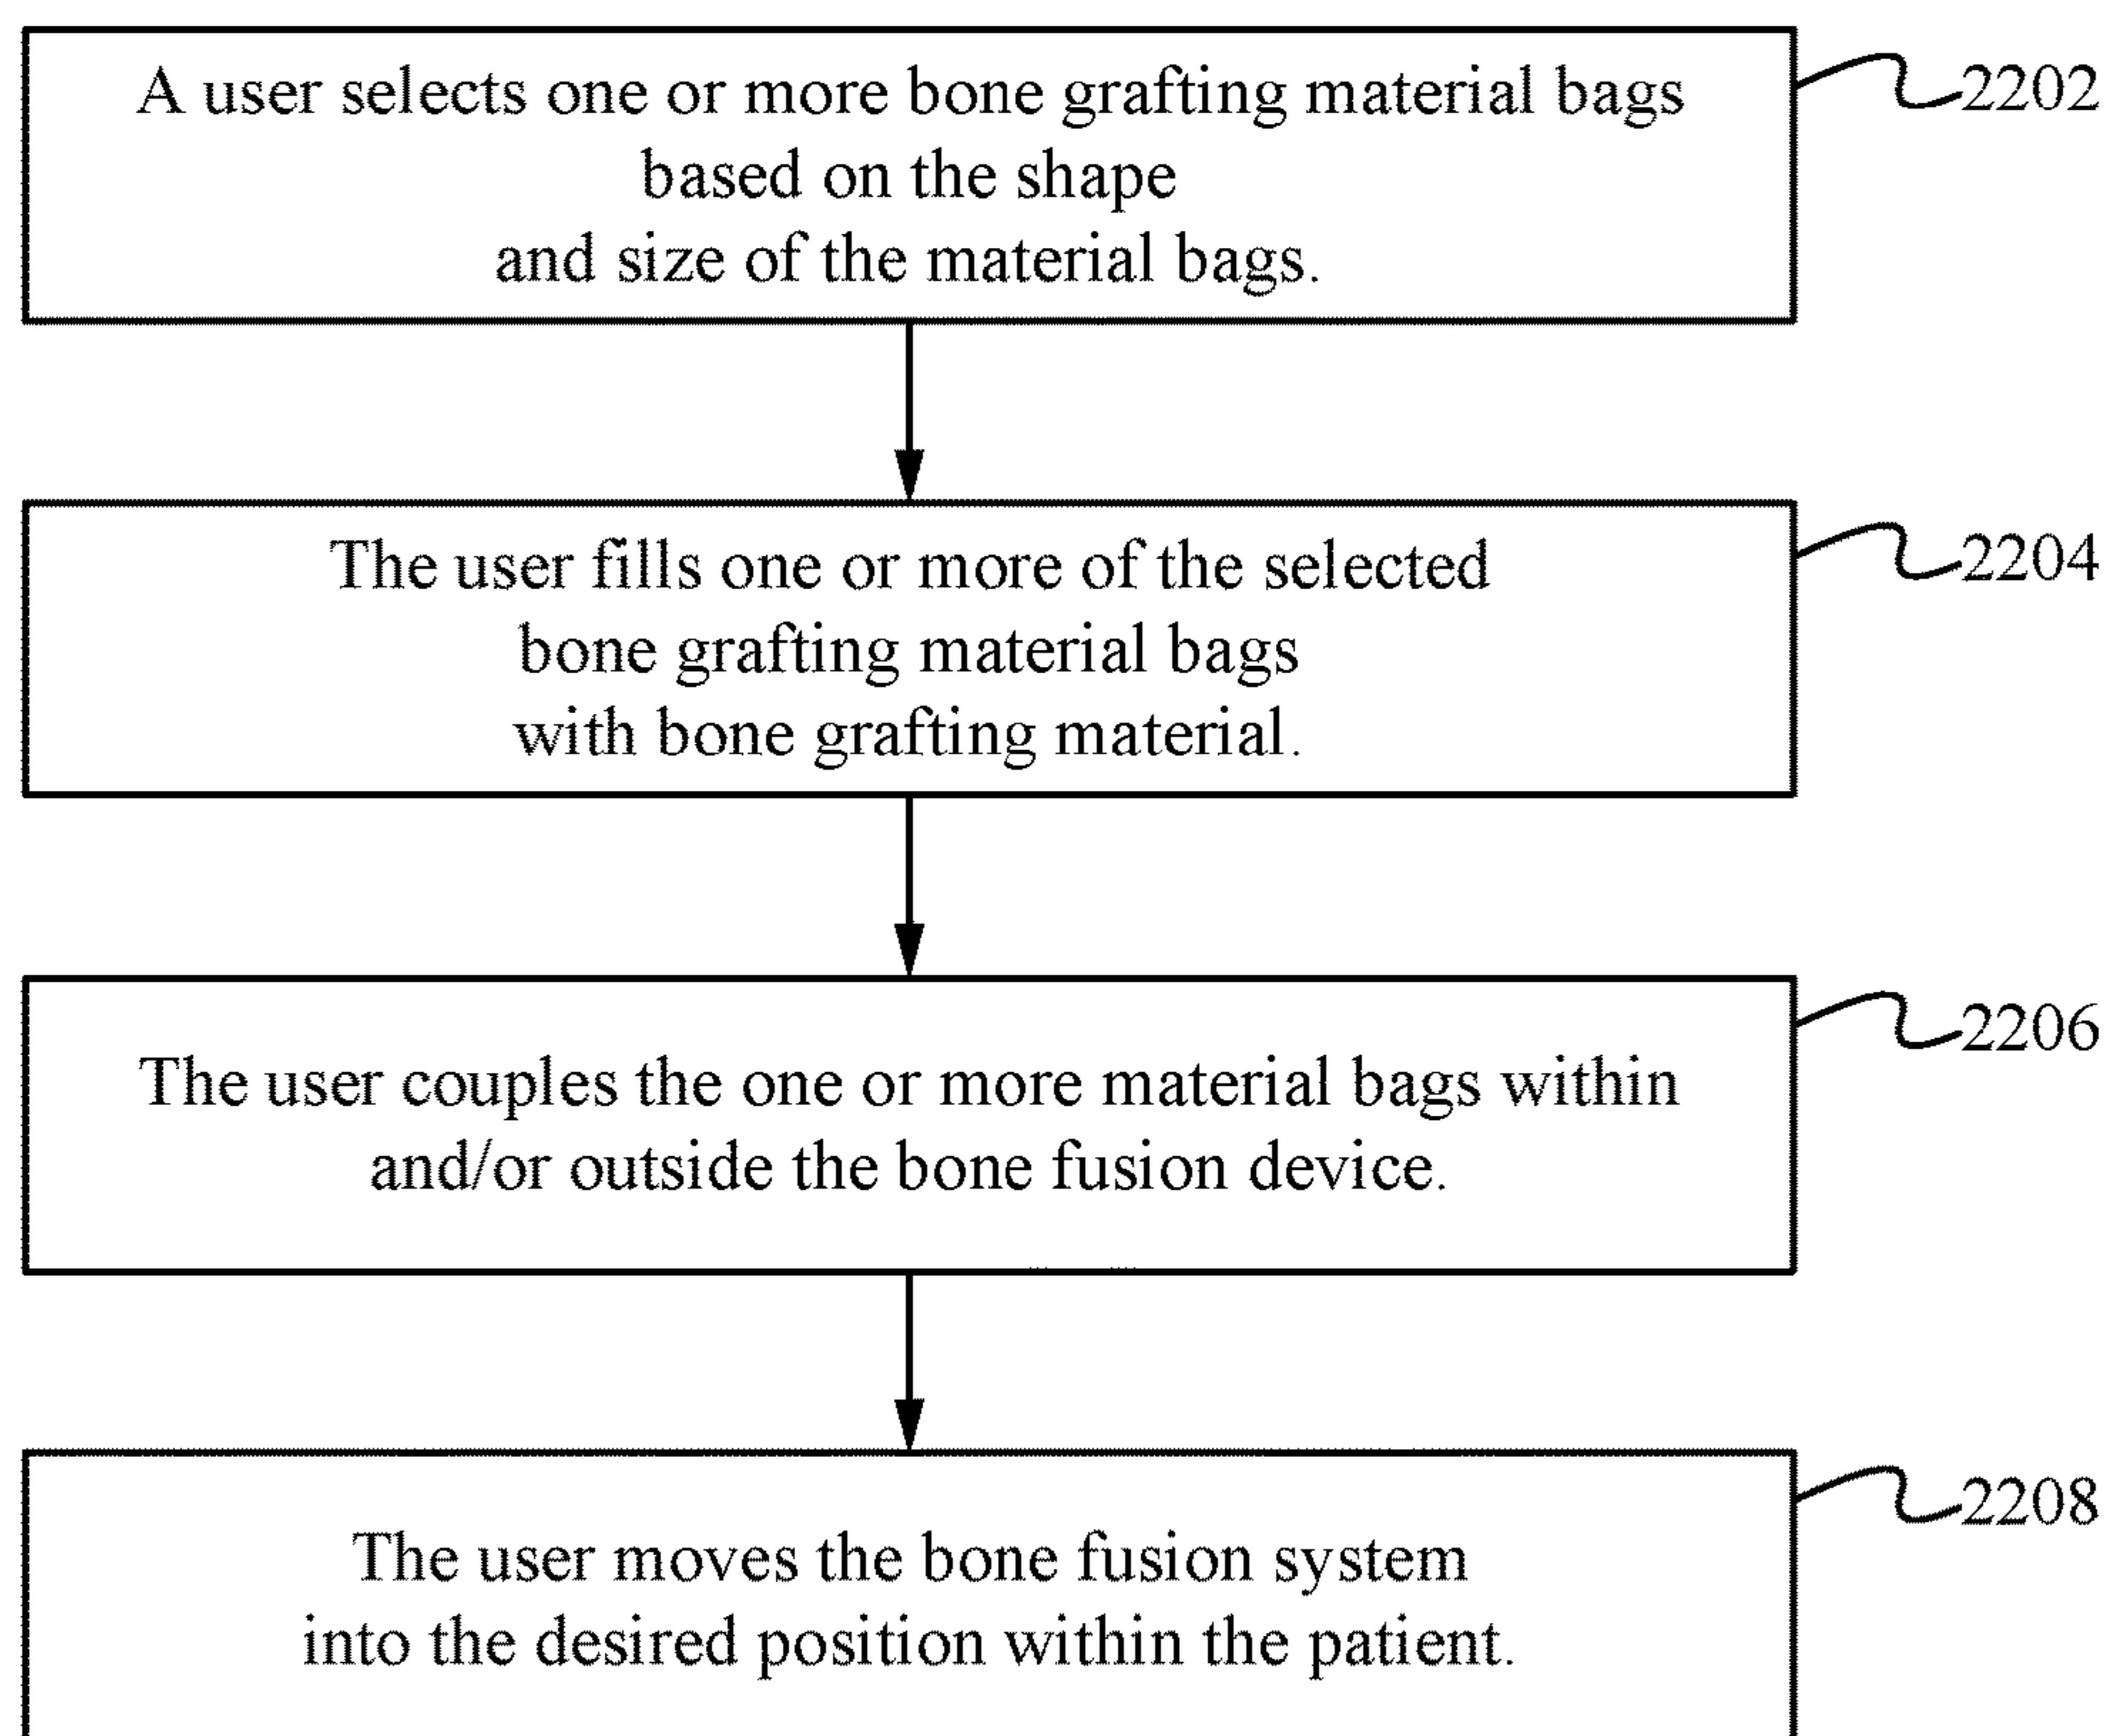 A user selects one or more bone grafting material bags
based on the shape
and size of the material bags.
2202
The user fills one or more of the selected
bone grafting material bags
with bone grafting material.
2204
The user couples the one or more material bags within
and/or outside the bone fusion device.
2206
The user moves the bone fusion system
into the desired position within the patient.
2208